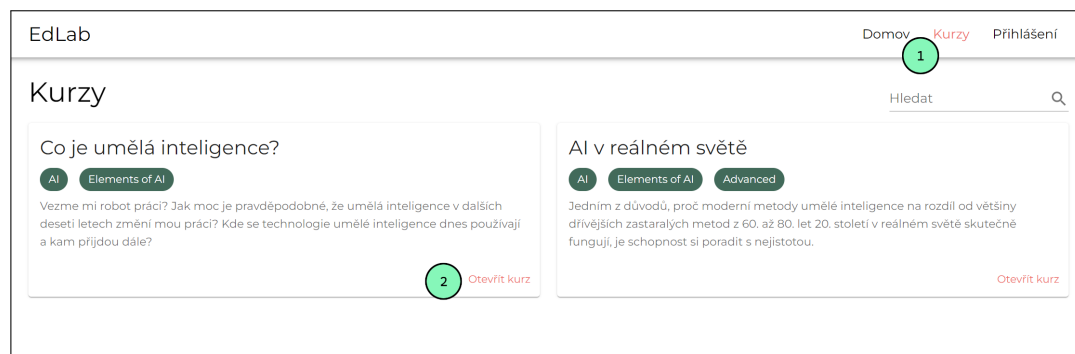 EdLab
Domov Kurzy Přihlášení
1
Kurzy
Hledat
Co je umělá inteligence?
AI Elements of AI
Vezme mi robot práci? Jak moc je pravděpodobné, že umělá inteligence v dalších
deseti letech změní mou práci? Kde se technologie umělé inteligence dnes používají
a kam přijdou dále?
2 Otevřít kurz
AI v reálném světě
AI Elements of AI Advanced
Jedním z důvodů, proč moderní metody umělé inteligence na rozdíl od většiny
dřívějších zastaralých metod z 60. až 80. let 20. století v reálném světě skutečně
fungují, je schopnost si poradit s nejistotou.
Otevřít kurz